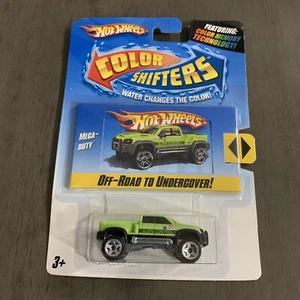 HOT WHEELS
FEATURING:
COLOR MEMORY
TECHNOLOGY!
COLOR
SHIFTERS
WATER CHANGES THE COLOR!
HOT WHEELS
MEGA-
DUTY
OFF-ROAD TO UNDERCOVER!
3+